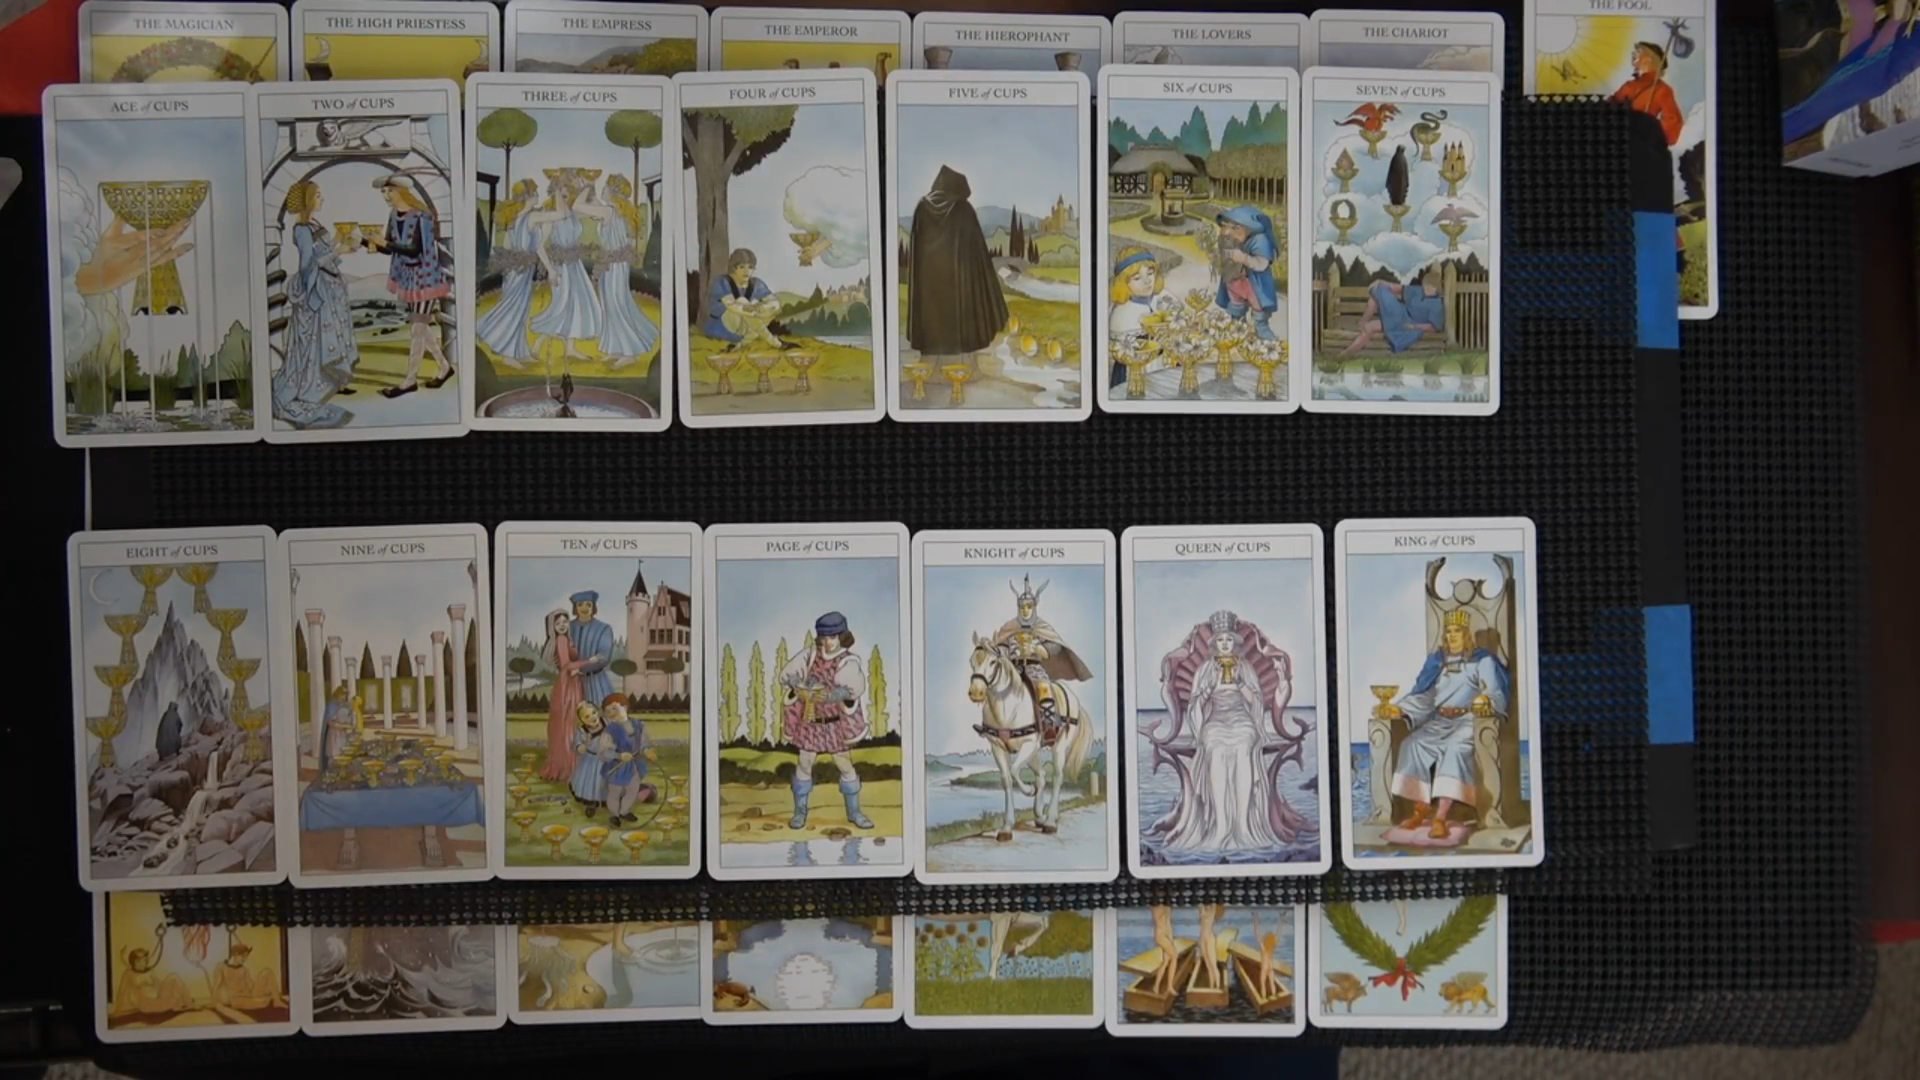 THE MAGICIAN
THE HIGH PRIESTESS
THE EMPRESS
THE EMPEROR
THE HIEROPHANT
THE LOVERS
THE CHARIOT
THE FOOL
ACE of CUPS
TWO of CUPS
THREE of CUPS
FOUR of CUPS
FIVE of CUPS
SIX of CUPS
SEVEN of CUPS
EIGHT of CUPS
NINE of CUPS
TEN of CUPS
PAGE of CUPS
KNIGHT of CUPS
QUEEN of CUPS
KING of CUPS